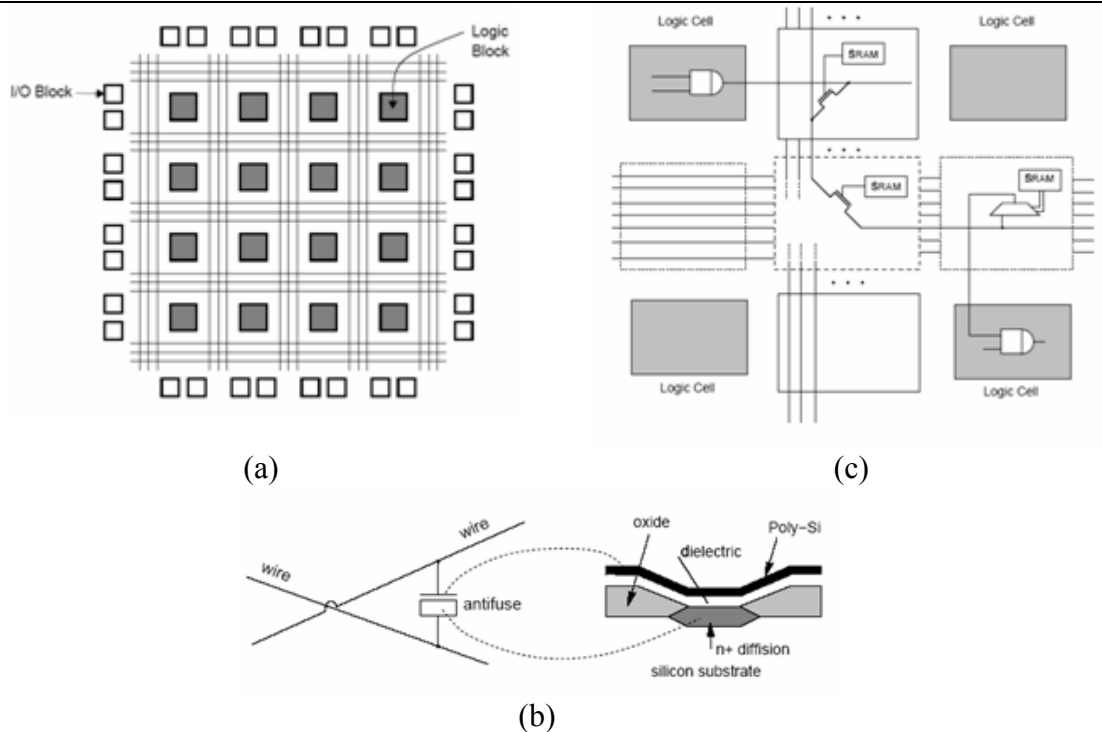 Logic
Block
I/O Block
(a)
• • •
Logic Cell
Logic Cell
SRAM
• • •
SRAM
SRAM
• • •
Logic Cell
Logic Cell
(c)
wire
wire
antifuse
oxide
dielectric
Poly-Si
n+ diffision
silicon substrate
(b)